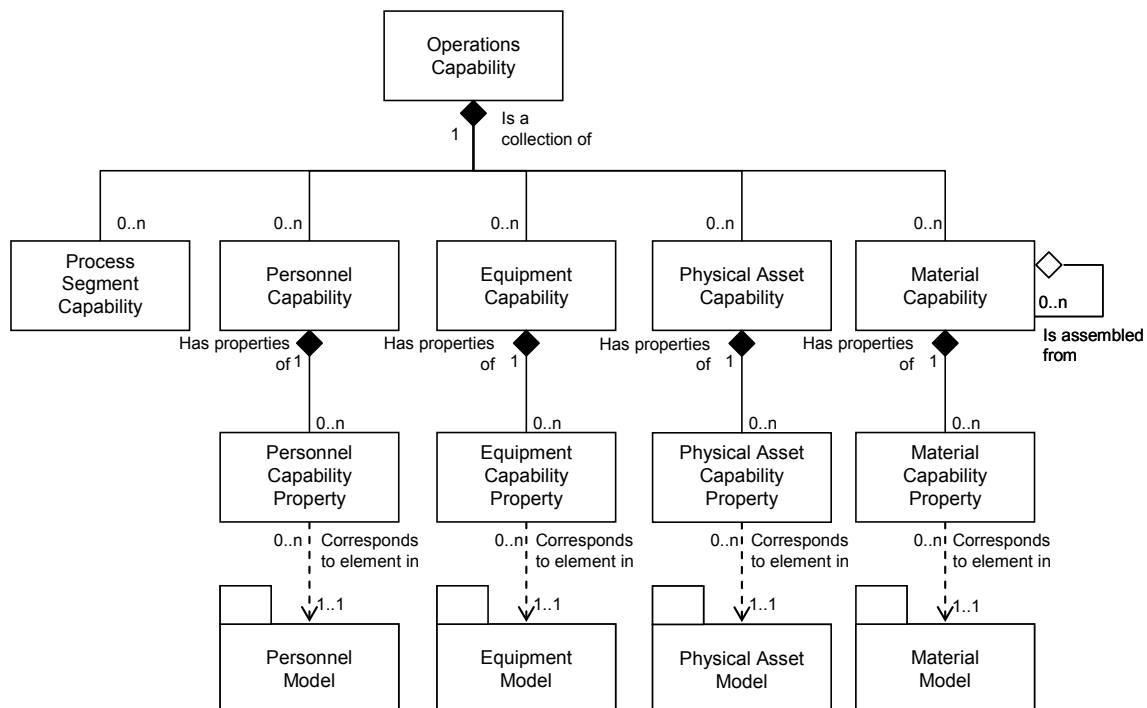 Operations
Capability
1
Is a
collection of
0..n
0..n
0..n
0..n
0..n
Process
Segment
Capability
Personnel
Capability
Equipment
Capability
Physical Asset
Capability
Material
Capability
0..n
Is assembled
from
Has properties
of
1
Has properties
of
1
Has properties
of
1
Has properties
of
1
0..n
0..n
0..n
0..n
Personnel
Capability
Property
Equipment
Capability
Property
Physical Asset
Capability
Property
Material
Capability
Property
0..n
Corresponds
to element in
0..n
Corresponds
to element in
0..n
Corresponds
to element in
0..n
Corresponds
to element in
1..1
1..1
1..1
1..1
Personnel
Model
Equipment
Model
Physical Asset
Model
Material
Model